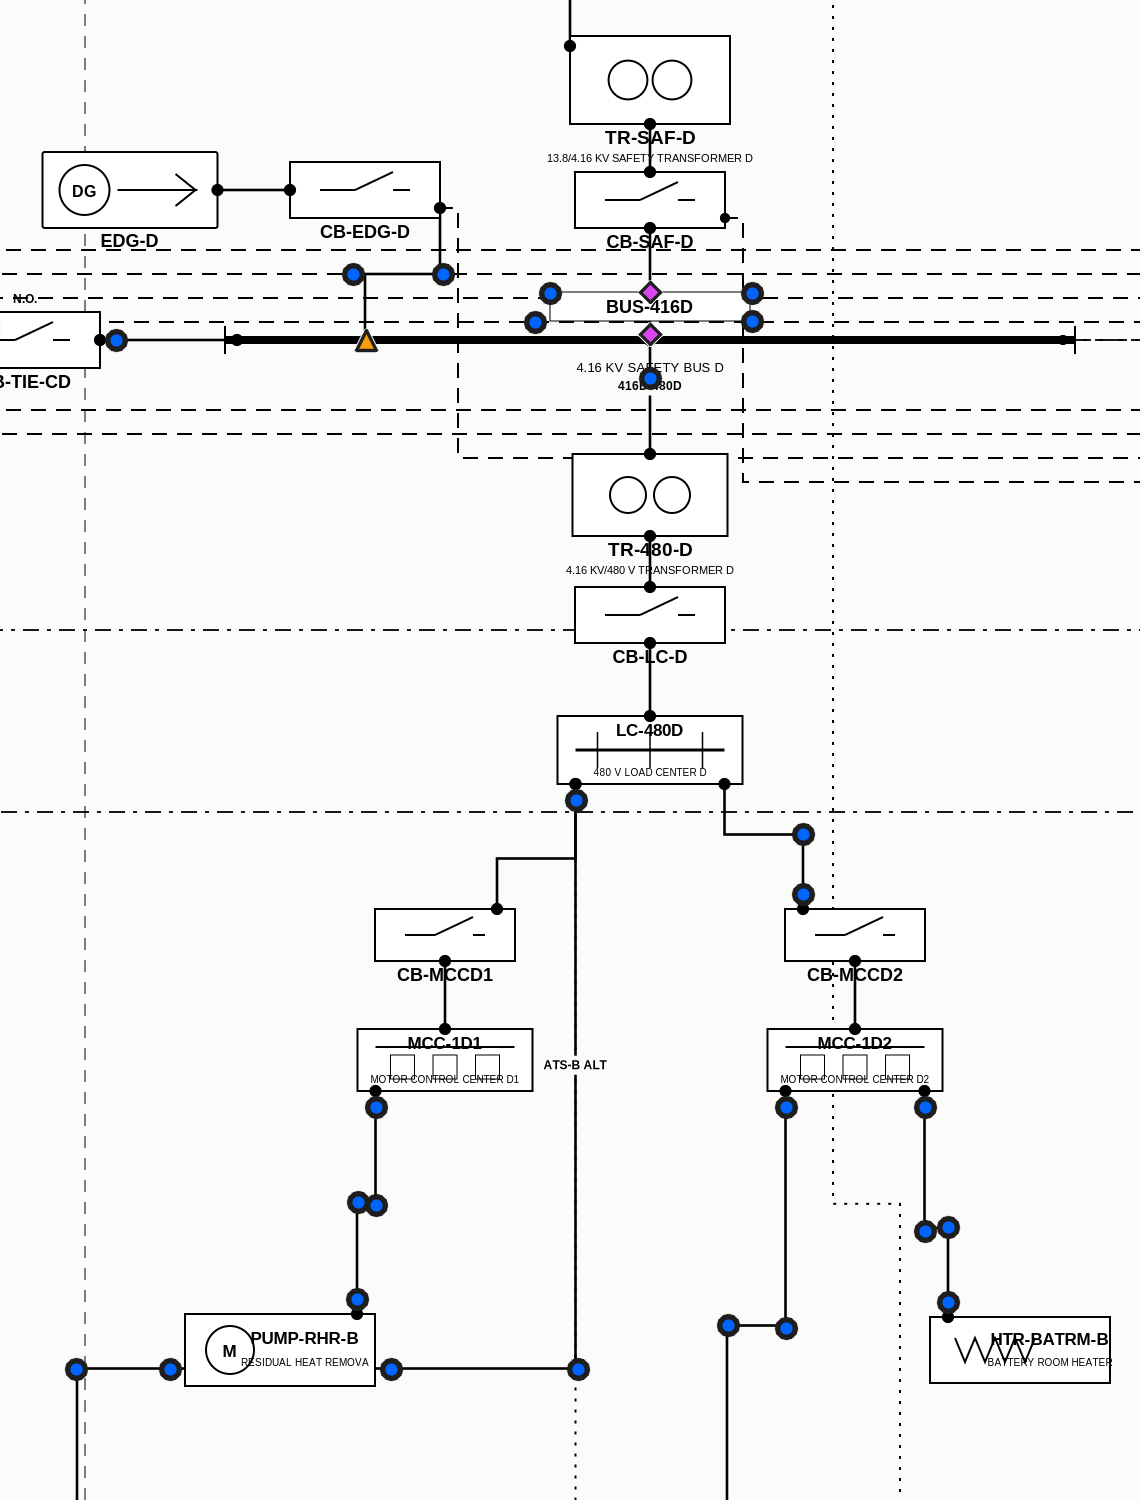 TR-SAF-D
13.8/4.16 KV SAFETY TRANSFORMER D
DG
EDG-D
CB-EDG-D
CB-SAF-D
N.O.
BUS-416D
B-TIE-CD
4.16 KV SAFETY BUS D
TR-480-D
4.16 KV/480 V TRANSFORMER D
CB-LC-D
LC-480D
480 V LOAD CENTER D
CB-MCCD1
CB-MCCD2
MCC-1D1
MOTOR CONTROL CENTER D1
MCC-1D2
MOTOR CONTROL CENTER D2
ATS-B ALT
M
PUMP-RHR-B
RESIDUAL HEAT REMOVA
HTR-BATRM-B
BATTERY ROOM HEATER